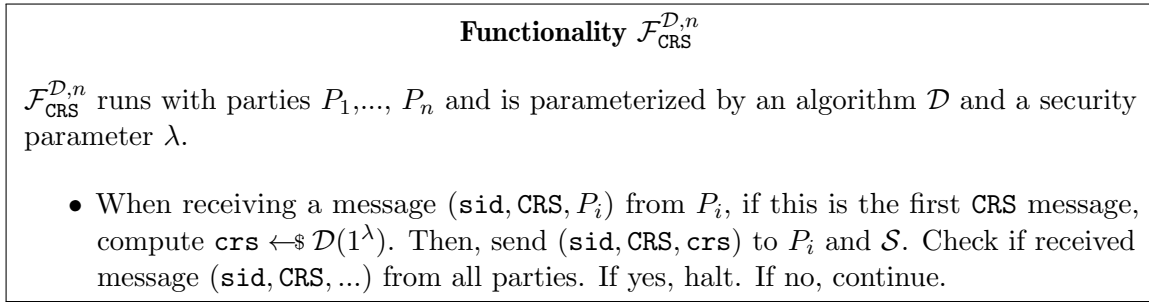 Functionality $\mathcal{F}_{\mathtt{CRS}}^{\mathcal{D},n}$
$\mathcal{F}_{\mathtt{CRS}}^{\mathcal{D},n}$ runs with parties $P_1$,..., $P_n$ and is parameterized by an algorithm $\mathcal{D}$ and a security
parameter $\lambda$.
• When receiving a message $(\mathtt{sid}, \mathtt{CRS}, P_i)$ from $P_i$, if this is the first $\mathtt{CRS}$ message,
compute $\mathtt{crs} \leftarrow\!\!\$ \ \mathcal{D}(1^\lambda)$. Then, send $(\mathtt{sid}, \mathtt{CRS}, \mathtt{crs})$ to $P_i$ and $\mathcal{S}$. Check if received
message $(\mathtt{sid}, \mathtt{CRS}, ...)$ from all parties. If yes, halt. If no, continue.